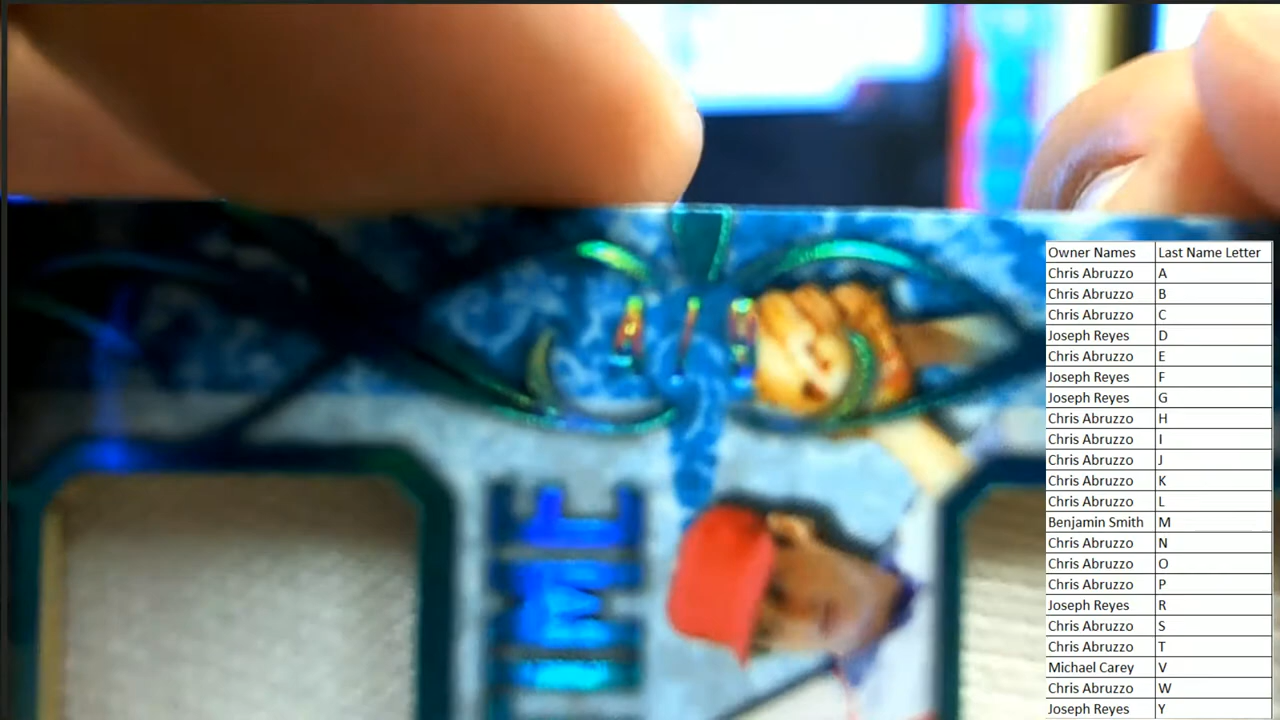 Owner Names Last Name Letter
Chris Abruzzo A
Chris Abruzzo B
Chris Abruzzo C
Joseph Reyes D
Chris Abruzzo E
Joseph Reyes F
Joseph Reyes G
Chris Abruzzo H
Chris Abruzzo I
Chris Abruzzo J
Chris Abruzzo K
Chris Abruzzo L
Benjamin Smith M
Chris Abruzzo N
Chris Abruzzo O
Chris Abruzzo P
Joseph Reyes R
Chris Abruzzo S
Chris Abruzzo T
Michael Carey V
Chris Abruzzo W
Joseph Reyes Y